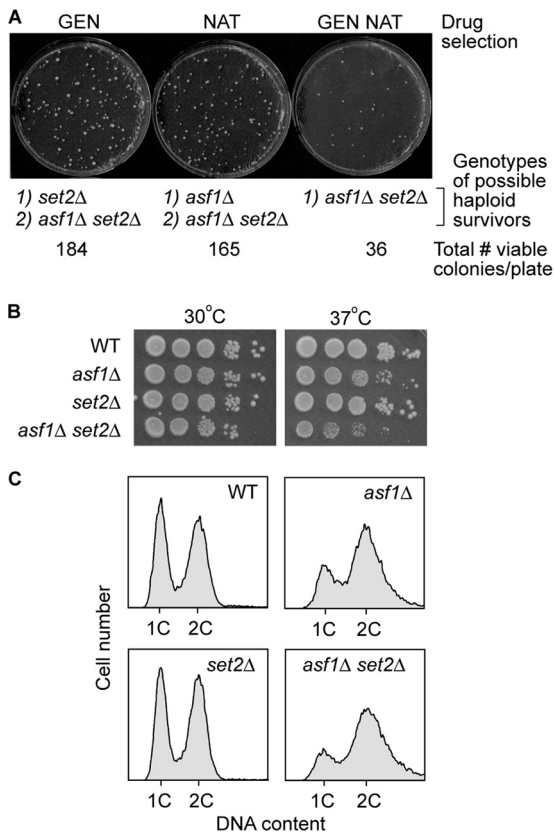 A
GEN NAT GEN NAT Drug selection
1) set2Δ 1) asf1Δ 1) asf1Δ set2Δ
2) asf1Δ set2Δ 2) asf1Δ set2Δ
Genotypes of possible haploid survivors
184 165 36 Total # viable colonies/plate
B
30°C 37°C
WT
asf1Δ
set2Δ
asf1Δ set2Δ
C
WT asf1Δ
1C 2C 1C 2C
set2Δ asf1Δ set2Δ
1C 2C 1C 2C
Cell number
DNA content